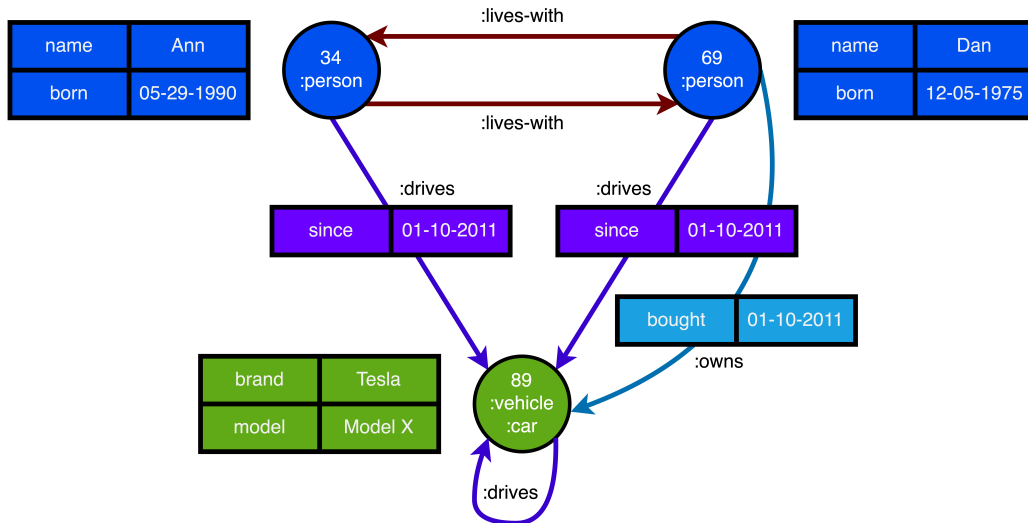 :lives-with
name Ann
born 05-29-1990
34
:person
69
:person
name Dan
born 12-05-1975
:lives-with
:drives
:drives
since 01-10-2011
since 01-10-2011
bought 01-10-2011
:owns
brand Tesla
model Model X
89
:vehicle
:car
:drives